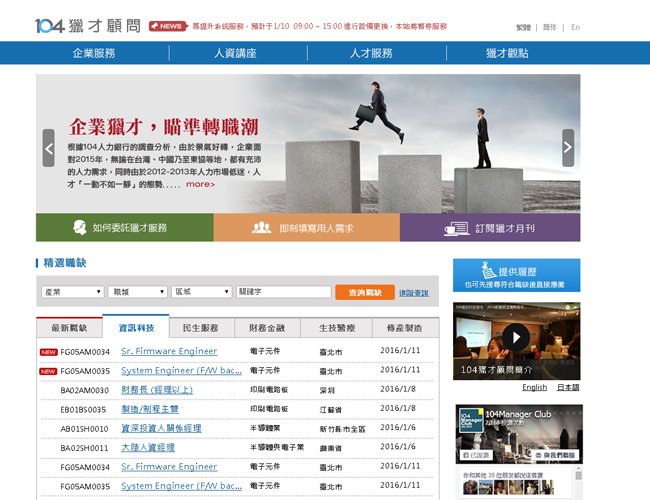 104 獵才顧問
NEWS 為提升系統服務，預計于1/10 09:00 ~ 15:00 進行設備更換，本站將暫停服務
繁體 | 簡体 | En
企業服務 人資講座 人才服務 獵才觀點
企業獵才，瞄準轉職潮
根據104人力銀行的調查分析，由於景氣好轉，企業面
對2015年，無論在台灣、中國乃至東協等地，都有充沛
的人力需求，同時由於2012-2013年人力市場低迷，人
才「一動不如一靜」的態勢..... more>
如何委託獵才服務 即刻填寫用人需求 訂閱獵才月刊
精選職缺
產業 職類 區域 關鍵字 查詢職缺 進階查詢
最新職缺 資訊科技 民生服務 財務金融 生技醫療 傳產製造
NEW FG05AM0034 Sr. Firmware Engineer 電子元件 臺北市 2016/1/11
NEW FG05AM0035 System Engineer (F/W bac... 電子元件 臺北市 2016/1/11
BA02AM0030 財務長 (經理以上) 印刷電路板 深圳 2016/1/8
EB01BS0035 製造/制程主管 印刷電路板 江蘇省 2016/1/8
AB01SH0010 資深投資人關係經理 半導體業 新竹縣市全區 2016/1/6
BA02SH0011 大陸人資經理 半導體與電子業 廣東省 2016/1/6
FG05AM0034 Sr. Firmware Engineer 電子元件 臺北市 2016/1/11
FG05AM0035 System Engineer (F/W bac... 電子元件 臺北市 2016/1/11
提供履歷
也可先搜尋符合職缺後直接應徵
104獵才顧問簡介
English 日本語
104 Manager Club
104Manager Club
已說讚 與我們聯絡
你和其他 35 位朋友都說這個讚